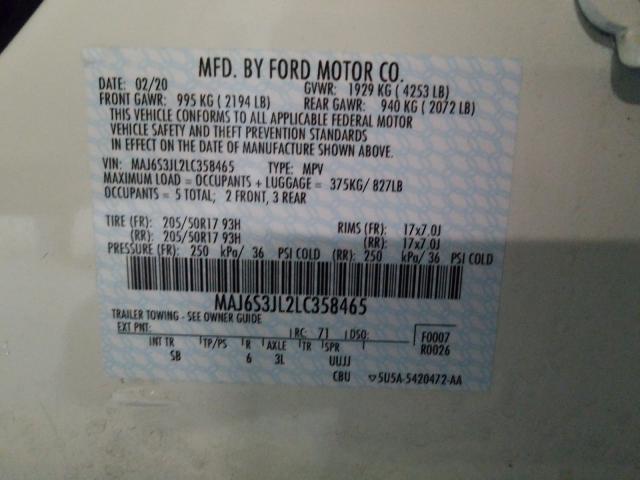 MFD. BY FORD MOTOR CO.
DATE: 02/20 GVWR: 1929 KG ( 4253 LB)
FRONT GAWR: 995 KG ( 2194 LB) REAR GAWR: 940 KG ( 2072 LB)
THIS VEHICLE CONFORMS TO ALL APPLICABLE FEDERAL MOTOR
VEHICLE SAFETY AND THEFT PREVENTION STANDARDS
IN EFFECT ON THE DATE OF MANUFACTURE SHOWN ABOVE.
VIN: MAJ6S3JL2LC358465 TYPE: MPV
MAXIMUM LOAD = OCCUPANTS + LUGGAGE = 375KG/ 827LB
OCCUPANTS = 5 TOTAL; 2 FRONT, 3 REAR
TIRE (FR): 205/50R17 93H RIMS (FR): 17x7.0J
(RR): 205/50R17 93H (RR): 17x7.0J
PRESSURE (FR): 250 kPa/ 36 PSI COLD (RR): 250 kPa/ 36 PSI COLD
MAJ6S3JL2LC358465
TRAILER TOWING - SEE OWNER GUIDE
EXT PNT: RC: 71 DSO: F0007
INT TR TP/PS R AXLE TR SPR R0026
SB 6 3L UUJJ
CBU 5U5A-5420472-AA